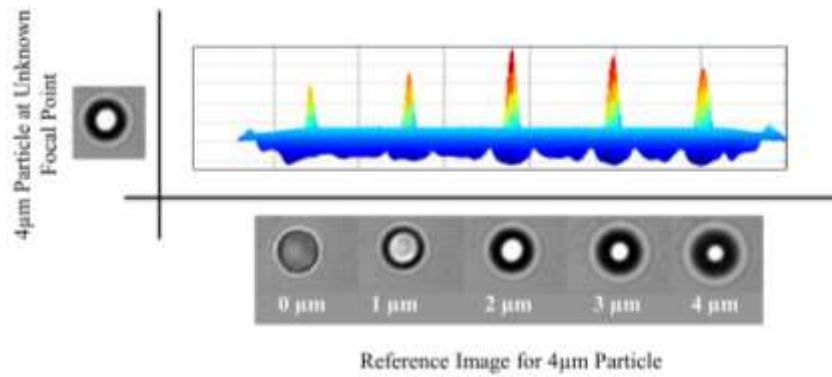 4µm Particle at Unknown
Focal Point
0 µm 1 µm 2 µm 3 µm 4 µm
Reference Image for 4µm Particle